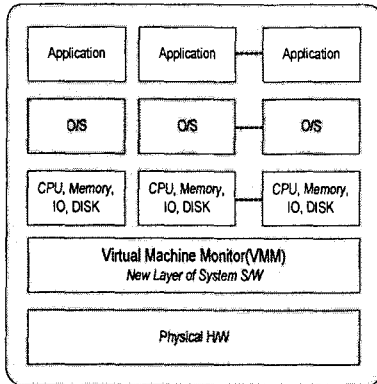 Application Application Application
O/S O/S O/S
CPU, Memory, CPU, Memory, CPU, Memory,
IO, DISK IO, DISK IO, DISK
Virtual Machine Monitor(VMM)
New Layer of System S/W
Physical H/W